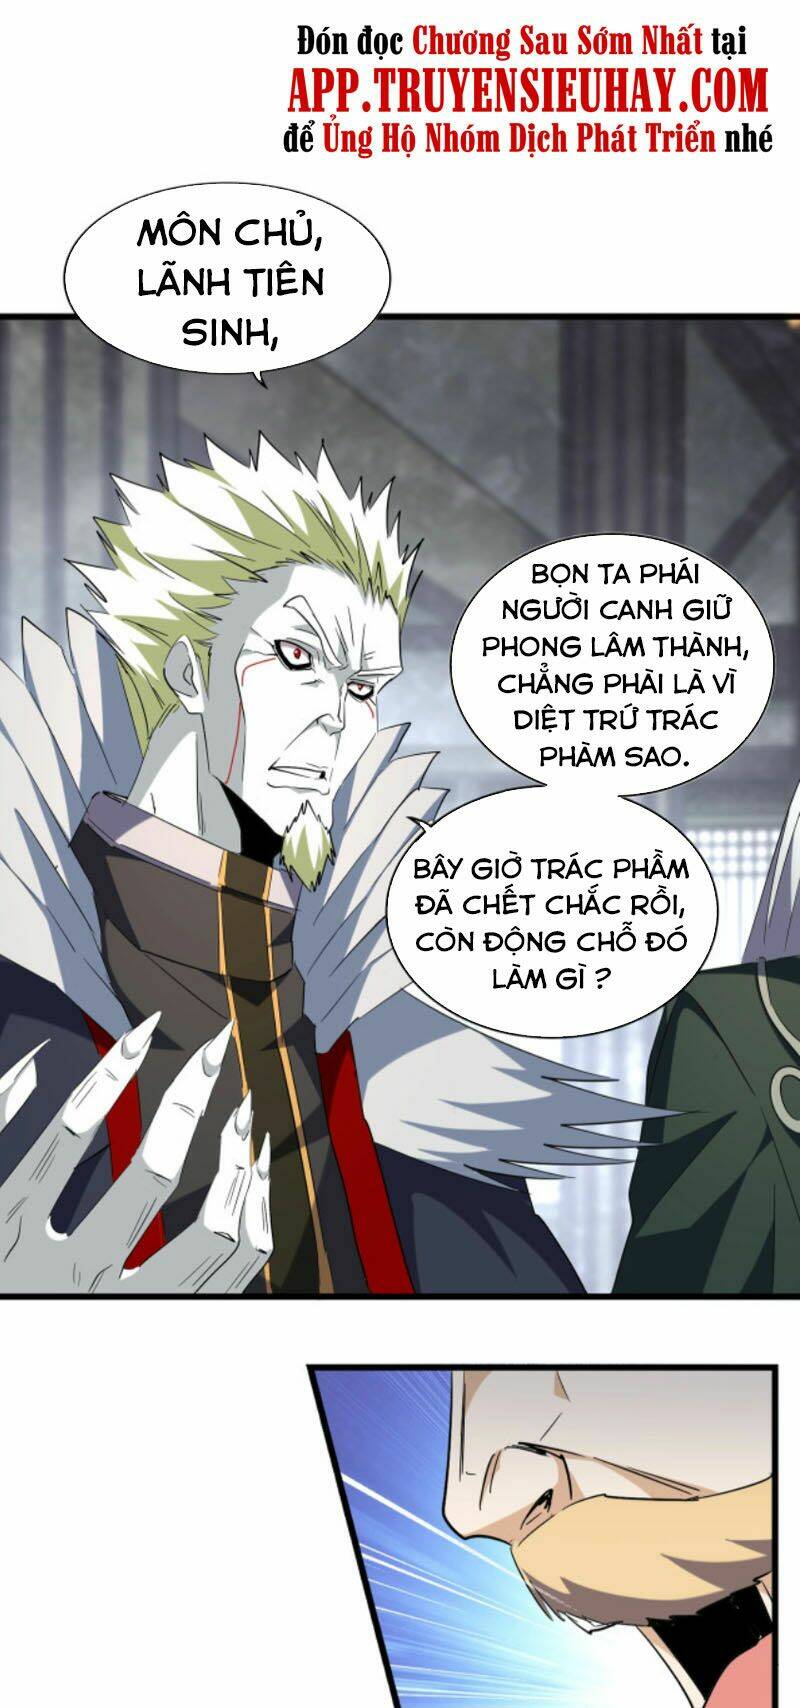 Đón đọc Chương Sau Sớm Nhất tại
APP.TRUYENSIEUHAY.COM
để Ủng Hộ Nhóm Dịch Phát Triển nhé
MÔN CHỦ,
LÃNH TIÊN
SINH,
BỌN TA PHÁI
NGƯỜI CANH GIỮ
PHONG LÂM THÀNH,
CHẲNG PHẢI LÀ VÌ
DIỆT TRỨ TRÁC
PHÀM SAO.
BÂY GIỜ TRÁC PHẦM
ĐÃ CHẾT CHẮC RỒI,
CÒN ĐỘNG CHỖ ĐÓ
LÀM GÌ ?